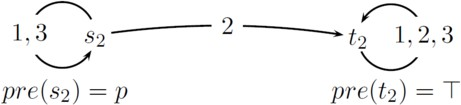 1, 3 s₂ 2 t₂ 1, 2, 3
pre(s₂) = p pre(t₂) = ⊤